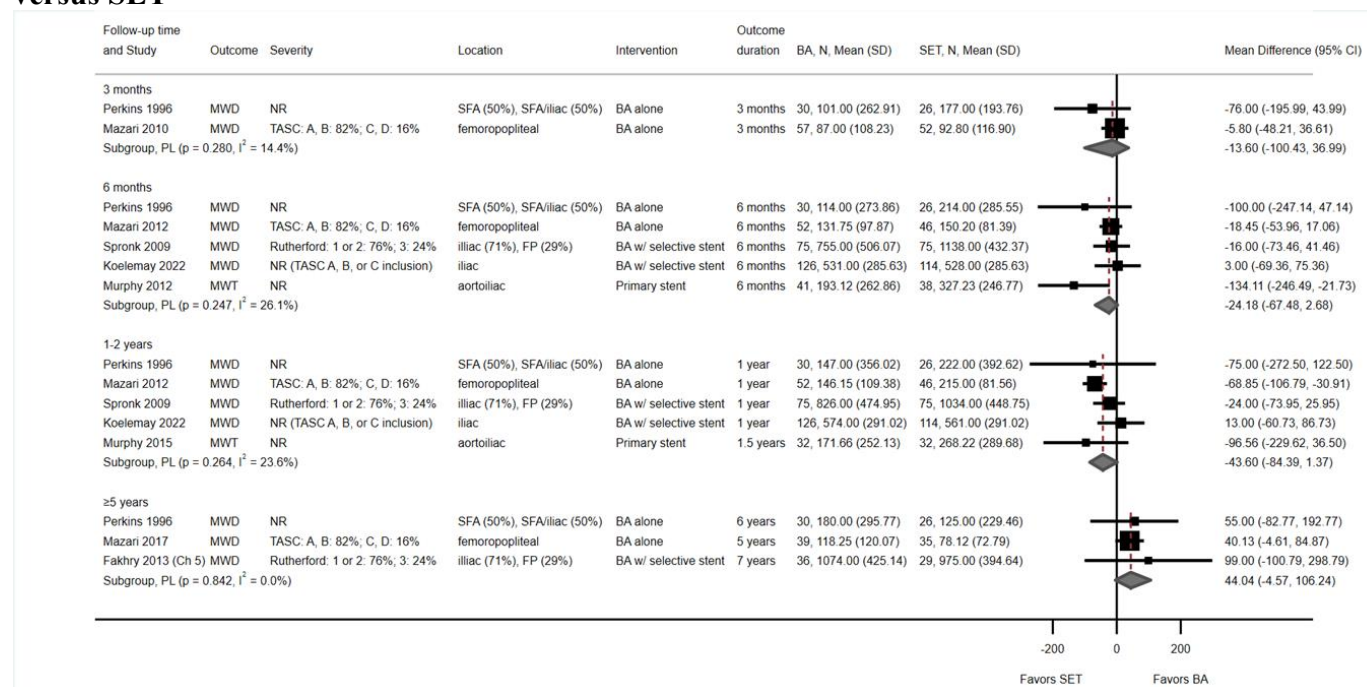 versus SET
Follow-up time Outcome
and Study Outcome Severity Location Intervention duration BA, N, Mean (SD) SET, N, Mean (SD) Mean Difference (95% CI)
3 months
Perkins 1996 MWD NR SFA (50%), SFA/iliac (50%) BA alone 3 months 30, 101.00 (262.91) 26, 177.00 (193.76) -76.00 (-195.99, 43.99)
Mazari 2010 MWD TASC: A, B: 82%; C, D: 16% femoropopliteal BA alone 3 months 57, 87.00 (108.23) 52, 92.80 (116.90) -5.80 (-48.21, 36.61)
Subgroup, PL (p = 0.280, I² = 14.4%) -13.60 (-100.43, 36.99)
6 months
Perkins 1996 MWD NR SFA (50%), SFA/iliac (50%) BA alone 6 months 30, 114.00 (273.86) 26, 214.00 (285.55) -100.00 (-247.14, 47.14)
Mazari 2012 MWD TASC: A, B: 82%; C, D: 16% femoropopliteal BA alone 6 months 52, 131.75 (97.87) 46, 150.20 (81.39) -18.45 (-53.96, 17.06)
Spronk 2009 MWD Rutherford: 1 or 2: 76%; 3: 24% illiac (71%), FP (29%) BA w/ selective stent 6 months 75, 755.00 (506.07) 75, 1138.00 (432.37) -16.00 (-73.46, 41.46)
Koelemay 2022 MWD NR (TASC A, B, or C inclusion) iliac BA w/ selective stent 6 months 126, 531.00 (285.63) 114, 528.00 (285.63) 3.00 (-69.36, 75.36)
Murphy 2012 MWT NR aortoiliac Primary stent 6 months 41, 193.12 (262.86) 38, 327.23 (246.77) -134.11 (-246.49, -21.73)
Subgroup, PL (p = 0.247, I² = 26.1%) -24.18 (-67.48, 2.68)
1-2 years
Perkins 1996 MWD NR SFA (50%), SFA/iliac (50%) BA alone 1 year 30, 147.00 (356.02) 26, 222.00 (392.62) -75.00 (-272.50, 122.50)
Mazari 2012 MWD TASC: A, B: 82%; C, D: 16% femoropopliteal BA alone 1 year 52, 146.15 (109.38) 46, 215.00 (81.56) -68.85 (-106.79, -30.91)
Spronk 2009 MWD Rutherford: 1 or 2: 76%; 3: 24% illiac (71%), FP (29%) BA w/ selective stent 1 year 75, 826.00 (474.95) 75, 1034.00 (448.75) -24.00 (-73.95, 25.95)
Koelemay 2022 MWD NR (TASC A, B, or C inclusion) iliac BA w/ selective stent 1 year 126, 574.00 (291.02) 114, 561.00 (291.02) 13.00 (-60.73, 86.73)
Murphy 2015 MWT NR aortoiliac Primary stent 1.5 years 32, 171.66 (252.13) 32, 268.22 (289.68) -96.56 (-229.62, 36.50)
Subgroup, PL (p = 0.264, I² = 23.6%) -43.60 (-84.39, 1.37)
≥5 years
Perkins 1996 MWD NR SFA (50%), SFA/iliac (50%) BA alone 6 years 30, 180.00 (295.77) 26, 125.00 (229.46) 55.00 (-82.77, 192.77)
Mazari 2017 MWD TASC: A, B: 82%; C, D: 16% femoropopliteal BA alone 5 years 39, 118.25 (120.07) 35, 78.12 (72.79) 40.13 (-4.61, 84.87)
Fakhry 2013 (Ch 5) MWD Rutherford: 1 or 2: 76%; 3: 24% illiac (71%), FP (29%) BA w/ selective stent 7 years 36, 1074.00 (425.14) 29, 975.00 (394.64) 99.00 (-100.79, 298.79)
Subgroup, PL (p = 0.842, I² = 0.0%) 44.04 (-4.57, 106.24)
-200 0 200
Favors SET Favors BA